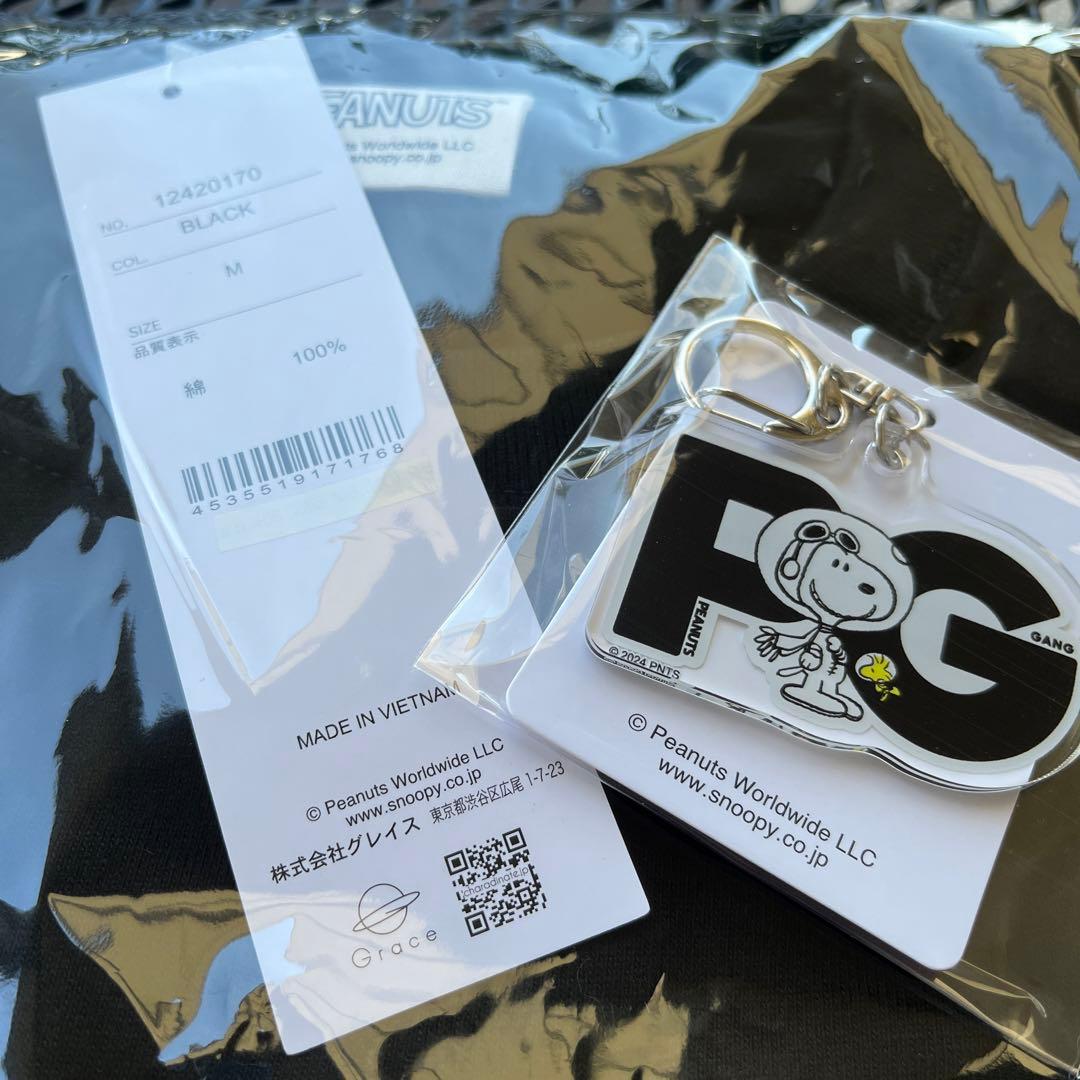 PEANUTS
ts Worldwide LLC
snoopy.co.jp
NO. 12420170
COL. BLACK
SIZE M
品質表示
綿 100%
4535519171768
MADE IN VIETNAM
© Peanuts Worldwide LLC
www.snoopy.co.jp
株式会社グレイス 東京都渋谷区広尾 1-7-23
charadinate.jp
Grace
PG
PEANUTS
GANG
© 2024 PNTS
© Peanuts Worldwide LLC
www.snoopy.co.jp